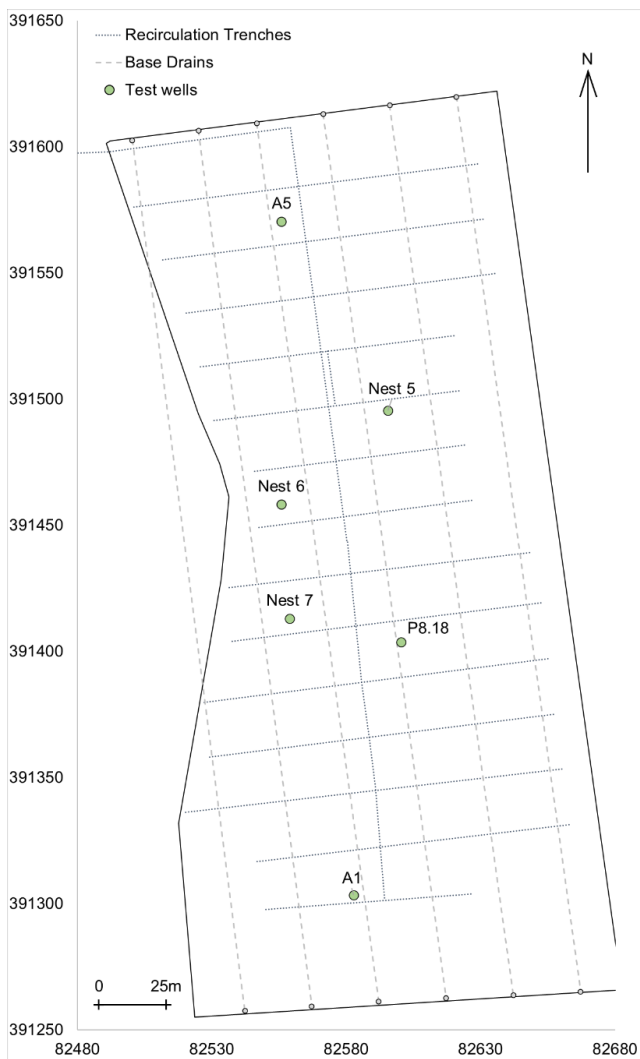 391650
Recirculation Trenches
Base Drains
Test wells
N
391600
A5
391550
391500
Nest 5
Nest 6
391450
Nest 7
P8.18
391400
391350
A1
391300
0 25m
391250
82480 82530 82580 82630 82680